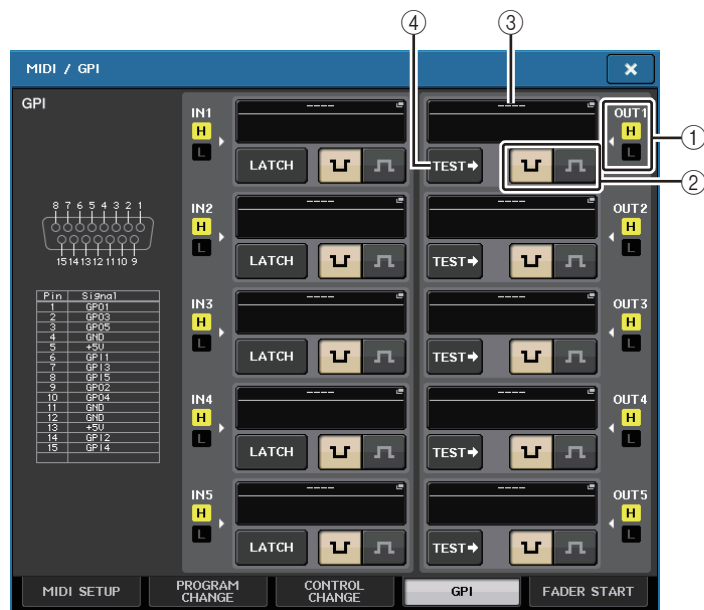 ④ ③
MIDI / GPI ×
GPI
IN1 ---- ---- OUT1
H H ①
L L
LATCH TEST ②
8 7 6 5 4 3 2 1
15 14 13 12 11 10 9
IN2 ---- ---- OUT2
H H
L L
LATCH TEST
Pin Signal
1 GPO1
2 GPO3
3 GPO5
4 GND
5 +5V
6 GPI1
7 GPI3
8 GPI5
9 GPO2
10 GPO4
11 GND
12 GND
13 +5V
14 GPI2
15 GPI4
IN3 ---- ---- OUT3
H H
L L
LATCH TEST
IN4 ---- ---- OUT4
H H
L L
LATCH TEST
IN5 ---- ---- OUT5
H H
L L
LATCH TEST
MIDI SETUP PROGRAM CHANGE CONTROL CHANGE GPI FADER START